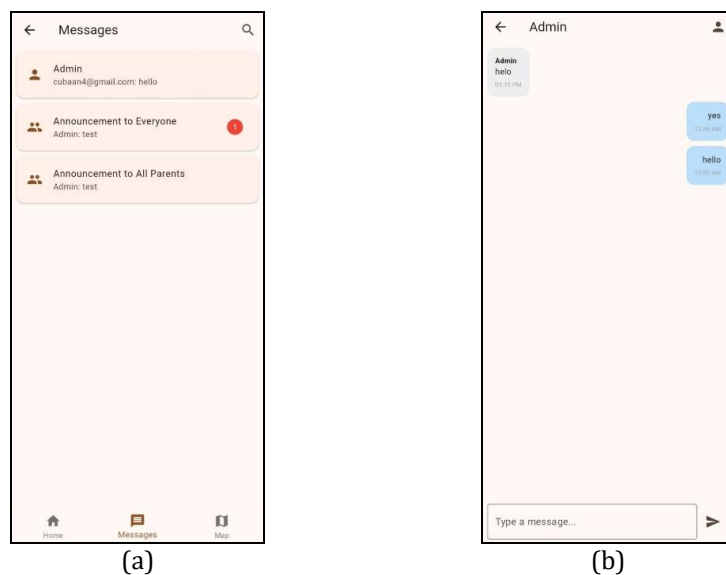 Messages
Admin
cubaan4@gmail.com: hello
Announcement to Everyone
Admin: test
1
Announcement to All Parents
Admin: test
Home
Messages
Map
(a)
Admin
Admin
helo
01:15 PM
yes
hello
Type a message...
(b)